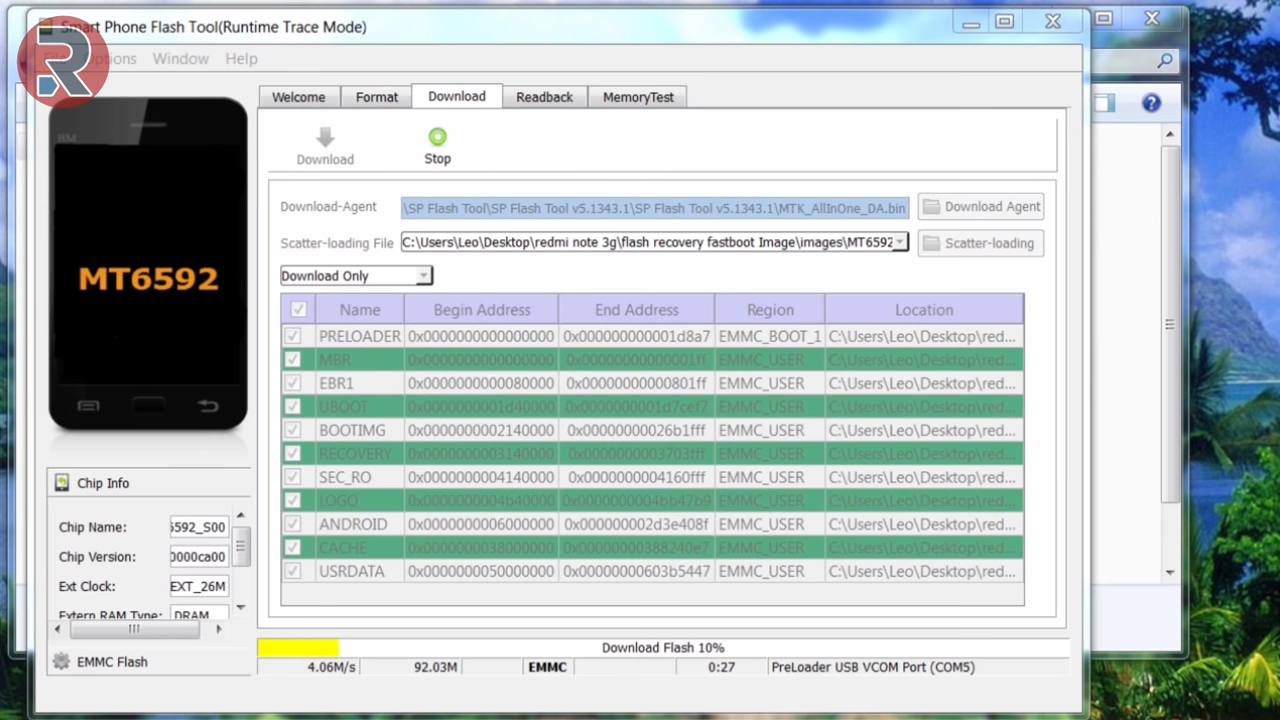 Smart Phone Flash Tool(Runtime Trace Mode)
R
Options Window Help
Welcome Format Download Readback MemoryTest
Download Stop
IBM
MT6592
Download-Agent \SP Flash Tool\SP Flash Tool v5.1343.1\SP Flash Tool v5.1343.1\MTK_AllInOne_DA.bin Download Agent
Scatter-loading File C:\Users\Leo\Desktop\redmi note 3g\flash recovery fastboot Image\images\MT6592 Scatter-loading
Download Only
Name Begin Address End Address Region Location
PRELOADER 0x0000000000000000 0x000000000001d8a7 EMMC_BOOT_1 C:\Users\Leo\Desktop\red...
MBR 0x0000000000000000 0x00000000000001ff EMMC_USER C:\Users\Leo\Desktop\red...
EBR1 0x0000000000080000 0x00000000000801ff EMMC_USER C:\Users\Leo\Desktop\red...
UBOOT 0x0000000001d40000 0x0000000001d7cef7 EMMC_USER C:\Users\Leo\Desktop\red...
BOOTIMG 0x0000000002140000 0x00000000026b1fff EMMC_USER C:\Users\Leo\Desktop\red...
RECOVERY 0x0000000003140000 0x0000000003703fff EMMC_USER C:\Users\Leo\Desktop\red...
SEC_RO 0x0000000004140000 0x0000000004160fff EMMC_USER C:\Users\Leo\Desktop\red...
LOGO 0x0000000004b40000 0x0000000004bb47b9 EMMC_USER C:\Users\Leo\Desktop\red...
ANDROID 0x0000000006000000 0x000000002d3e408f EMMC_USER C:\Users\Leo\Desktop\red...
CACHE 0x0000000038000000 0x00000000388240e7 EMMC_USER C:\Users\Leo\Desktop\red...
USRDATA 0x0000000050000000 0x00000000603b5447 EMMC_USER C:\Users\Leo\Desktop\red...
Chip Info
Chip Name: 6592_S00
Chip Version: 0000ca00
Ext Clock: EXT_26M
Extern RAM Type: DRAM
EMMC Flash
Download Flash 10%
4.06M/s 92.03M EMMC 0:27 PreLoader USB VCOM Port (COM5)